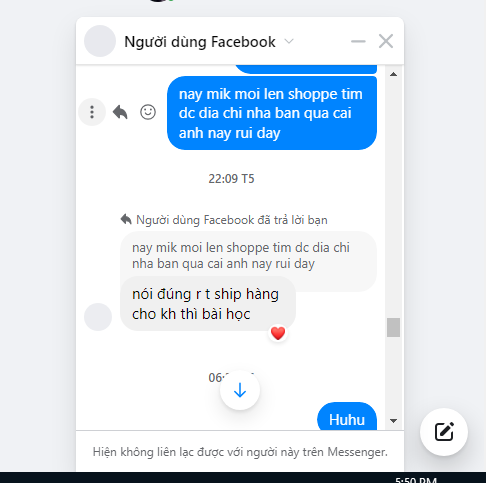 Người dùng Facebook
nay mik moi len shoppe tim
dc dia chi nha ban qua cai
anh nay rui day
22:09 T5
Người dùng Facebook đã trả lời bạn
nay mik moi len shoppe tim dc dia chi
nha ban qua cai anh nay rui day
nói đúng r t ship hàng
cho kh thì bài học
Huhu
Hiện không liên lạc được với người này trên Messenger.
5:50 PM